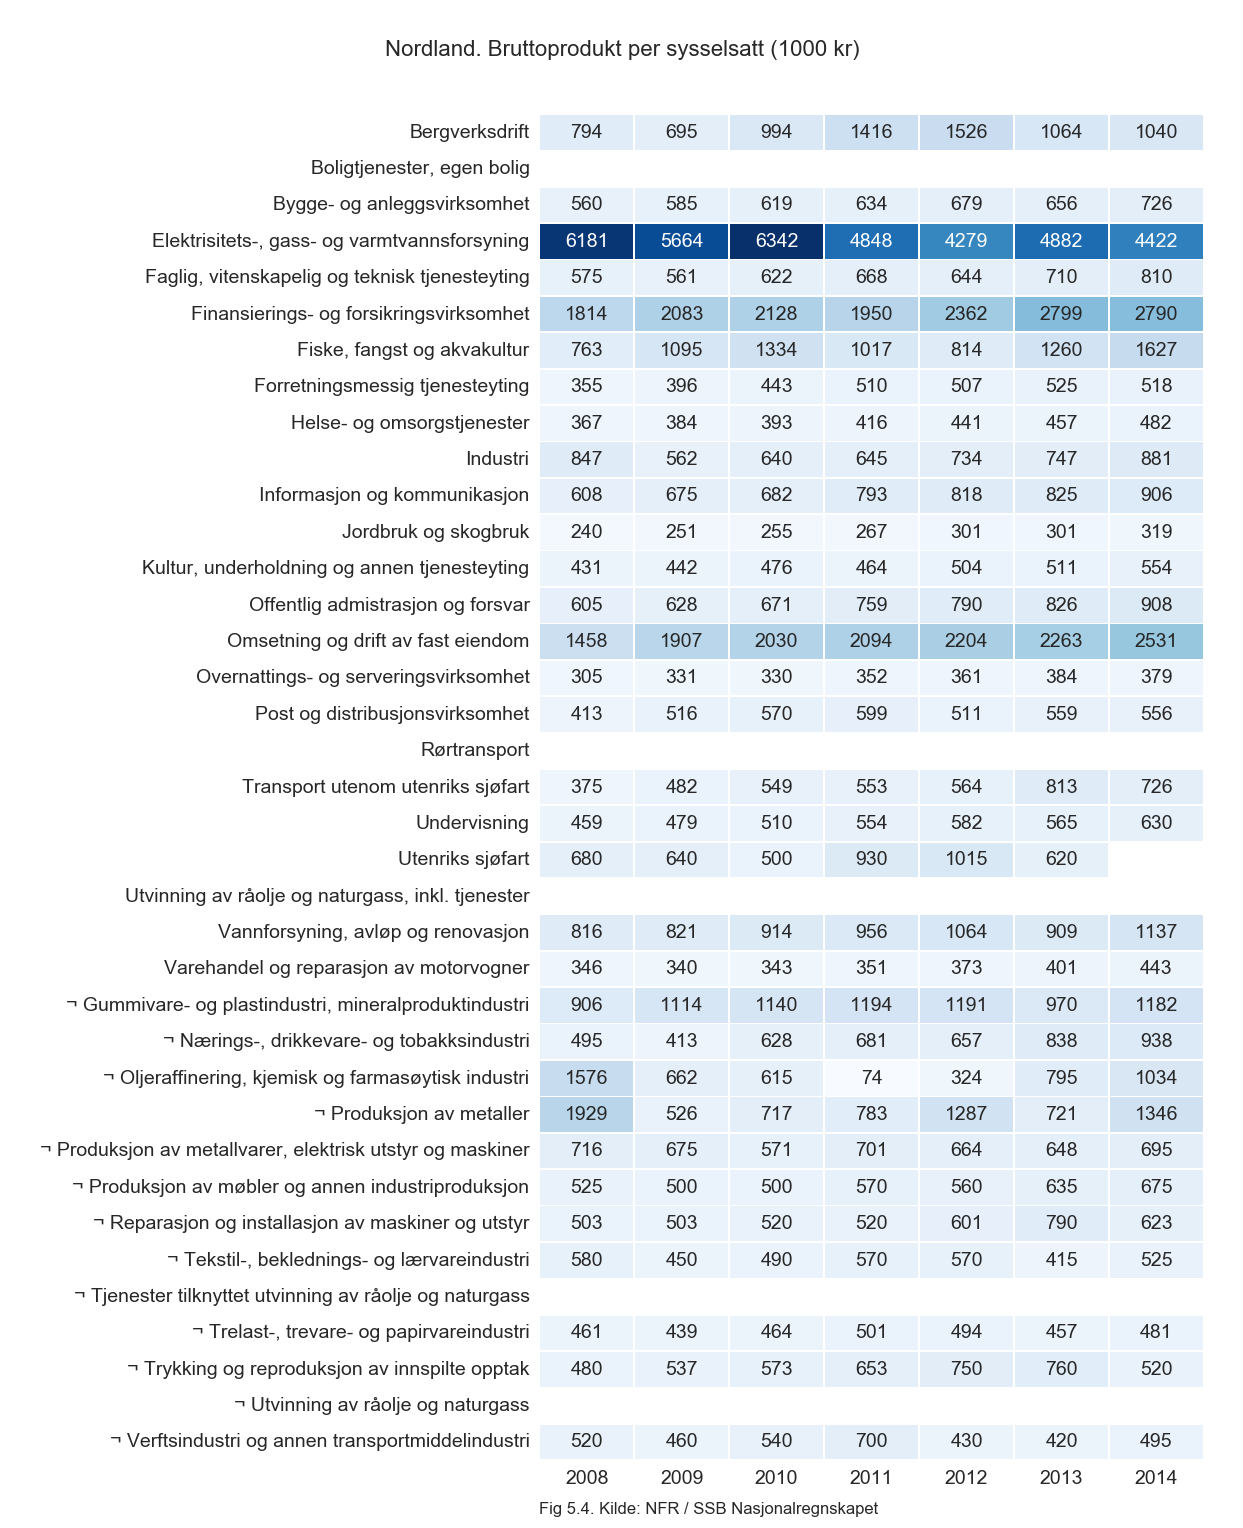 Nordland. Bruttoprodukt per sysselsatt (1000 kr)
Bergverksdrift 794 695 994 1416 1526 1064 1040
Boligtjenester, egen bolig
Bygge- og anleggsvirksomhet 560 585 619 634 679 656 726
Elektrisitets-, gass- og varmtvannsforsyning 6181 5664 6342 4848 4279 4882 4422
Faglig, vitenskapelig og teknisk tjenesteyting 575 561 622 668 644 710 810
Finansierings- og forsikringsvirksomhet 1814 2083 2128 1950 2362 2799 2790
Fiske, fangst og akvakultur 763 1095 1334 1017 814 1260 1627
Forretningsmessig tjenesteyting 355 396 443 510 507 525 518
Helse- og omsorgstjenester 367 384 393 416 441 457 482
Industri 847 562 640 645 734 747 881
Informasjon og kommunikasjon 608 675 682 793 818 825 906
Jordbruk og skogbruk 240 251 255 267 301 301 319
Kultur, underholdning og annen tjenesteyting 431 442 476 464 504 511 554
Offentlig admistrasjon og forsvar 605 628 671 759 790 826 908
Omsetning og drift av fast eiendom 1458 1907 2030 2094 2204 2263 2531
Overnattings- og serveringsvirksomhet 305 331 330 352 361 384 379
Post og distribusjonsvirksomhet 413 516 570 599 511 559 556
Rørtransport
Transport utenom utenriks sjøfart 375 482 549 553 564 813 726
Undervisning 459 479 510 554 582 565 630
Utenriks sjøfart 680 640 500 930 1015 620
Utvinning av råolje og naturgass, inkl. tjenester
Vannforsyning, avløp og renovasjon 816 821 914 956 1064 909 1137
Varehandel og reparasjon av motorvogner 346 340 343 351 373 401 443
¬ Gummivare- og plastindustri, mineralproduktindustri 906 1114 1140 1194 1191 970 1182
¬ Nærings-, drikkevare- og tobakksindustri 495 413 628 681 657 838 938
¬ Oljeraffinering, kjemisk og farmasøytisk industri 1576 662 615 74 324 795 1034
¬ Produksjon av metaller 1929 526 717 783 1287 721 1346
¬ Produksjon av metallvarer, elektrisk utstyr og maskiner 716 675 571 701 664 648 695
¬ Produksjon av møbler og annen industriproduksjon 525 500 500 570 560 635 675
¬ Reparasjon og installasjon av maskiner og utstyr 503 503 520 520 601 790 623
¬ Tekstil-, beklednings- og lærvareindustri 580 450 490 570 570 415 525
¬ Tjenester tilknyttet utvinning av råolje og naturgass
¬ Trelast-, trevare- og papirvareindustri 461 439 464 501 494 457 481
¬ Trykking og reproduksjon av innspilte opptak 480 537 573 653 750 760 520
¬ Utvinning av råolje og naturgass
¬ Verftsindustri og annen transportmiddelindustri 520 460 540 700 430 420 495
2008 2009 2010 2011 2012 2013 2014
Fig 5.4. Kilde: NFR / SSB Nasjonalregnskapet